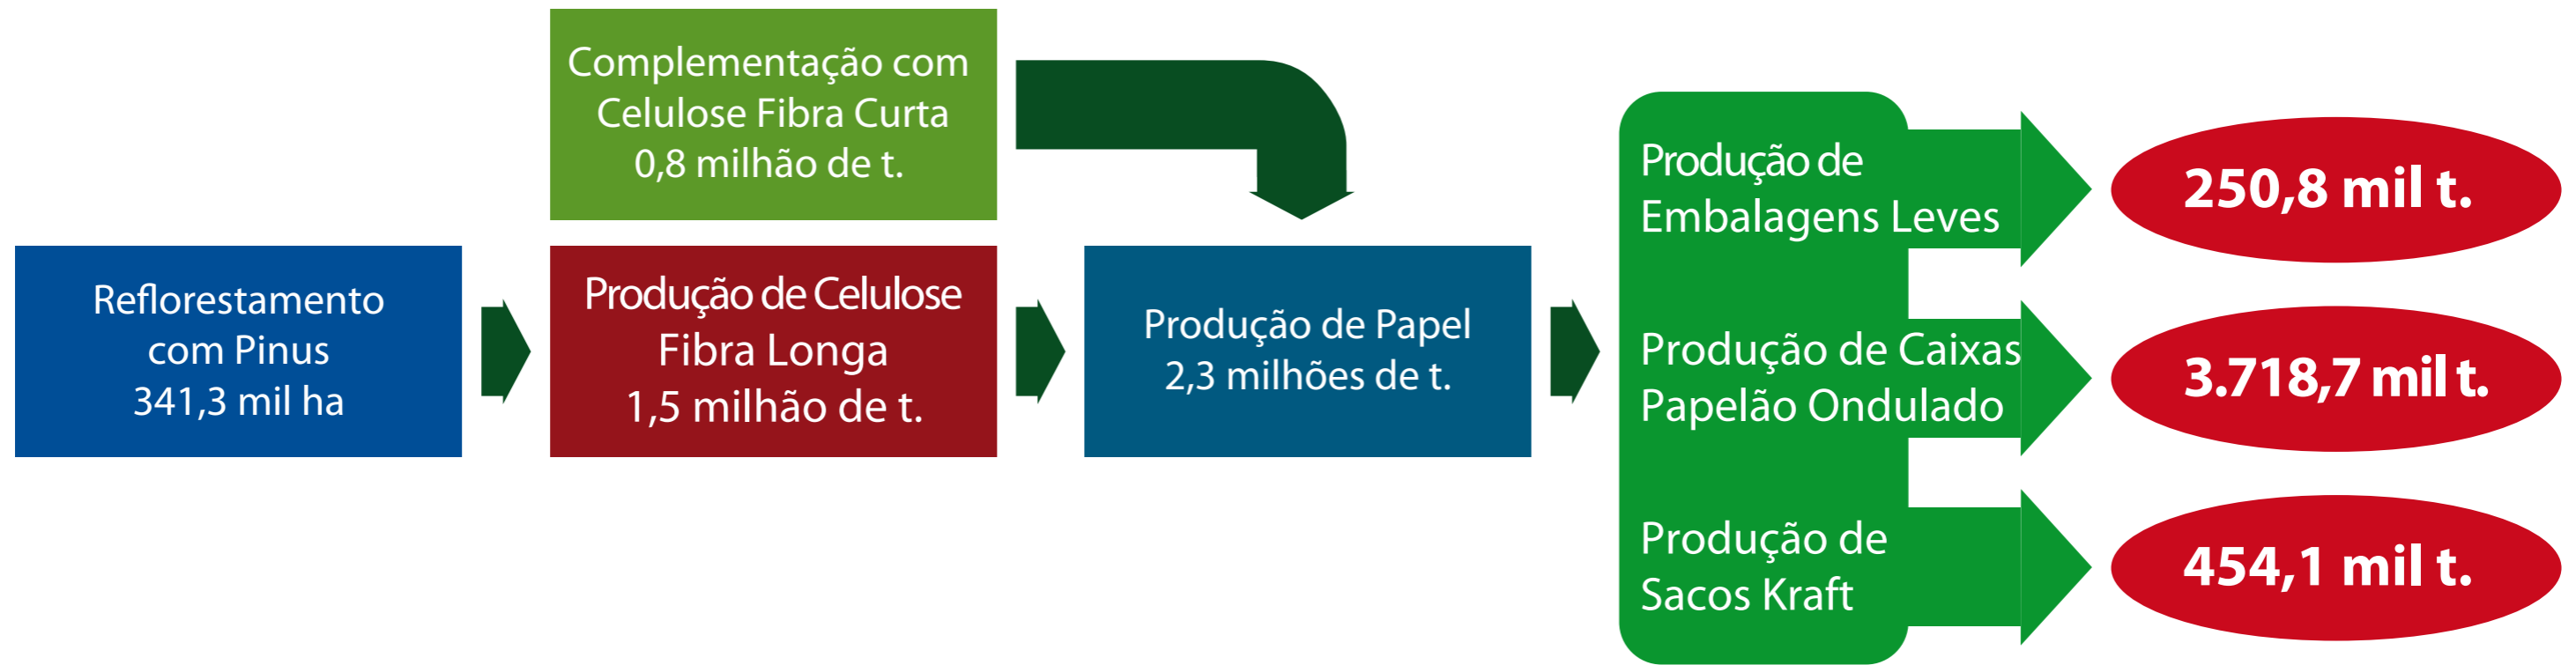 Complementação com
Celulose Fibra Curta
0,8 milhão de t.
Reflorestamento
com Pinus
341,3 mil ha
Produção de Celulose
Fibra Longa
1,5 milhão de t.
Produção de Papel
2,3 milhões de t.
Produção de
Embalagens Leves
250,8 mil t.
Produção de Caixas
Papelão Ondulado
3.718,7 mil t.
Produção de
Sacos Kraft
454,1 mil t.